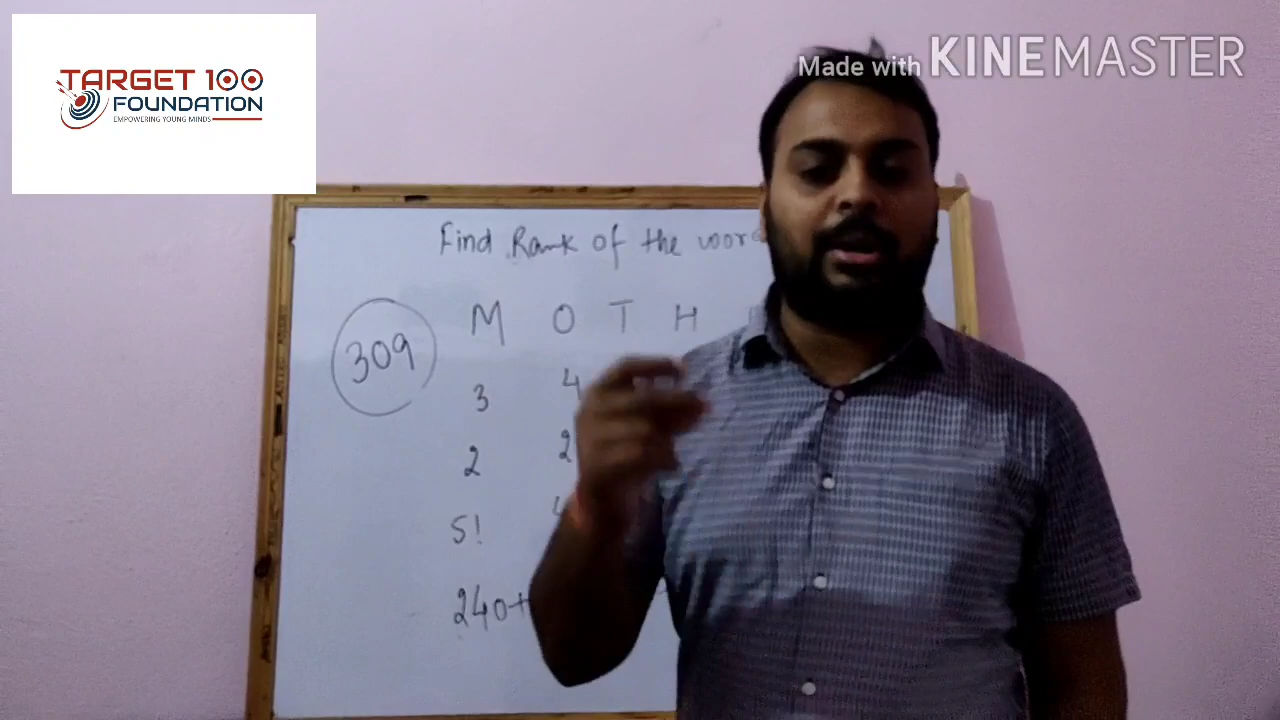 TARGET 100
FOUNDATION
EMPOWERING YOUNG MINDS
Made with KINEMASTER
Find Rank of the word
309
M O T H
3 4
2 2
5! 4
240+